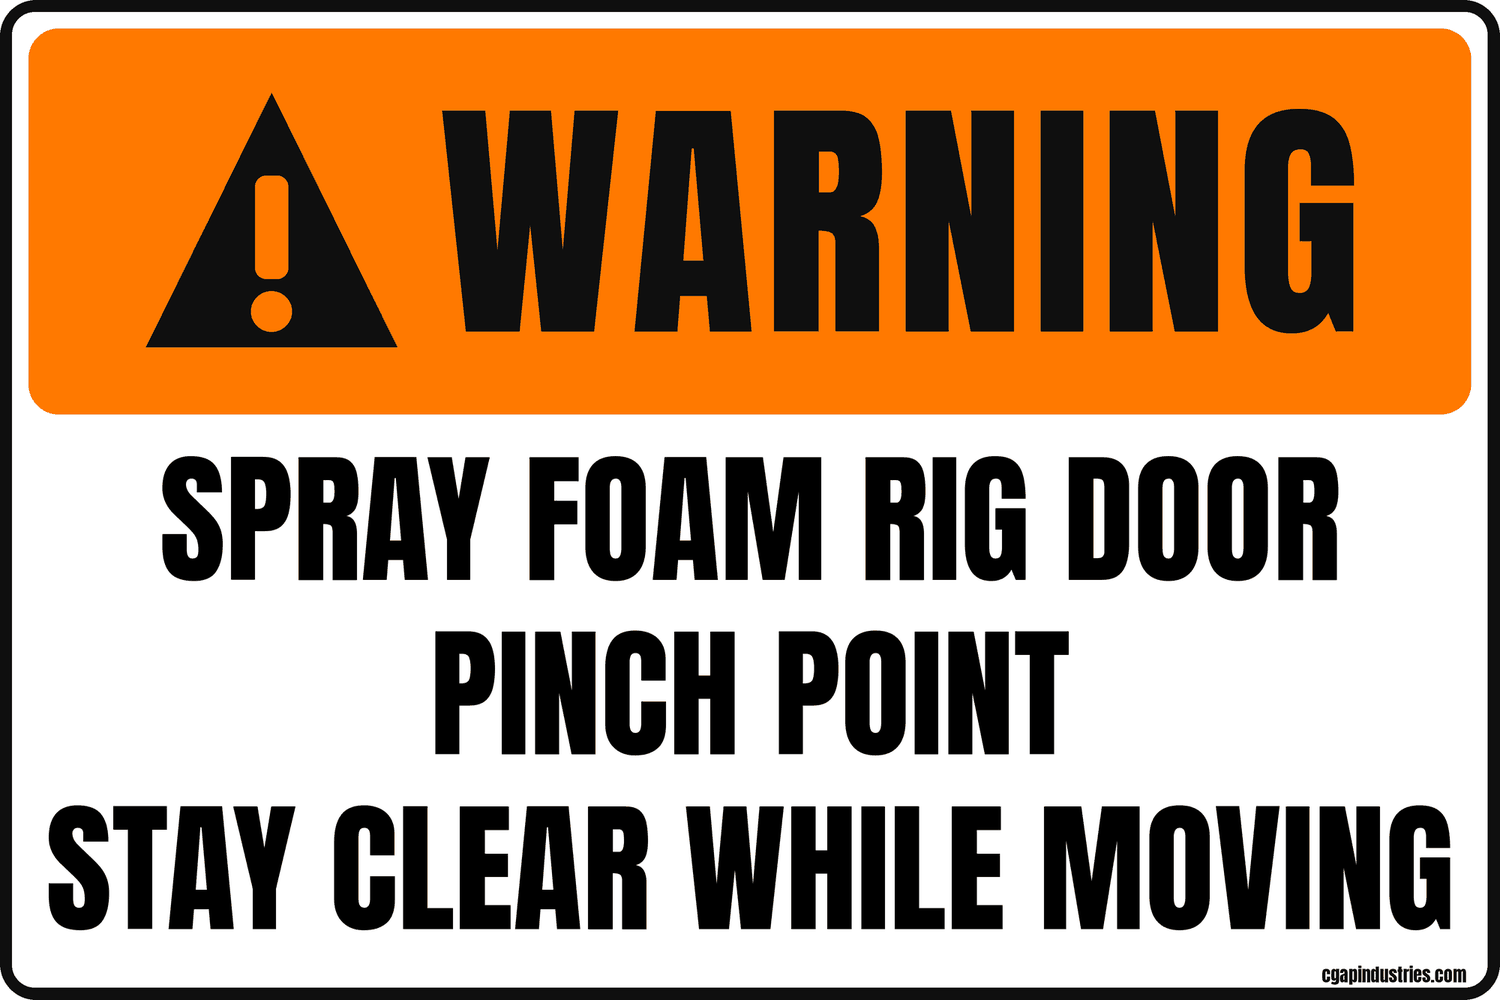 WARNING
SPRAY FOAM RIG DOOR
PINCH POINT
STAY CLEAR WHILE MOVING
cgapindustries.com